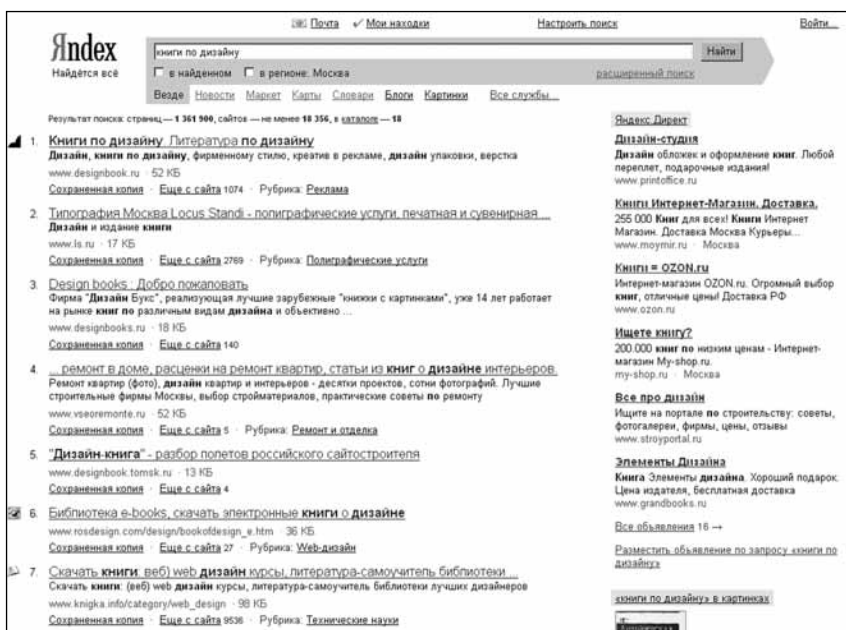 Почта Мои находки Настроить поиск Войти...
Яndex
Найдётся всё
книги по дизайну Найти
в найденном в регионе: Москва расширенный поиск
Везде Новости Маркет Карты Словари Блоги Картинки Все службы...
Результат поиска: страниц — 1 361 900, сайтов — не менее 18 356, в каталоге — 18
1. Книги по дизайну. Литература по дизайну
Дизайн, книги по дизайну, фирменному стилю, креатив в рекламе, дизайн упаковки, верстка
www.designbook.ru · 52 КБ
Сохраненная копия · Еще с сайта 1074 · Рубрика: Реклама
2. Типография Москва Locus Standi - полиграфические услуги, печатная и сувенирная ...
Дизайн и издание книги
www.ls.ru · 17 КБ
Сохраненная копия · Еще с сайта 2769 · Рубрика: Полиграфические услуги
3. Design books : Добро пожаловать
Фирма "Дизайн Букс", реализующая лучшие зарубежные "книжки с картинками", уже 14 лет работает
на рынке книг по различным видам дизайна и объективно ...
www.designbooks.ru · 18 КБ
Сохраненная копия · Еще с сайта 140
4. ... ремонт в доме, расценки на ремонт квартир, статьи из книг о дизайне интерьеров.
Ремонт квартир (фото), дизайн квартир и интерьеров - десятки проектов, сотни фотографий. Лучшие
строительные фирмы Москвы, выбор стройматериалов, практические советы по ремонту
www.vseoremonte.ru · 52 КБ
Сохраненная копия · Еще с сайта 5 · Рубрика: Ремонт и отделка
5. "Дизайн-книга" - разбор полетов российского сайтостроителя
www.designbook.tomsk.ru · 13 КБ
Сохраненная копия · Еще с сайта 4
6. Библиотека e-books, скачать электронные книги о дизайне
www.rosdesign.com/design/bookofdesign_e.htm · 36 КБ
Сохраненная копия · Еще с сайта 27 · Рубрика: Web-дизайн
7. Скачать книги: веб) web дизайн курсы, литература-самоучитель библиотеки ...
Скачать книги: (веб) web дизайн курсы, литература-самоучитель библиотеки лучших дизайнеров
www.knigka.info/category/web_design · 98 КБ
Сохраненная копия · Еще с сайта 9536 · Рубрика: Технические науки
Яндекс.Директ
Дизайн-студия
Дизайн обложек и оформление книг. Любой
переплет, подарочные издания!
www.printoffice.ru
Книги Интернет-Магазин. Доставка.
255 000 Книг для всех! Книги Интернет
Магазин. Доставка Москва Курьеры...
www.moymir.ru · Москва
Книги = OZON.ru
Интернет-магазин OZON.ru. Огромный выбор
книг, отличные цены! Доставка РФ
www.ozon.ru
Ищете книгу?
200.000 книг по низким ценам - Интернет-
магазин My-shop.ru.
my-shop.ru · Москва
Все про дизайн
Ищите на портале по строительству: советы,
фотогалереи, фирмы, цены, отзывы
www.stroyportal.ru
Элементы Дизайна
Книга Элементы дизайна. Хороший подарок.
Цена издателя, бесплатная доставка
www.grandbooks.ru
Все объявления 16 →
Разместить объявление по запросу «книги по
дизайну»
«книги по дизайну» в картинках